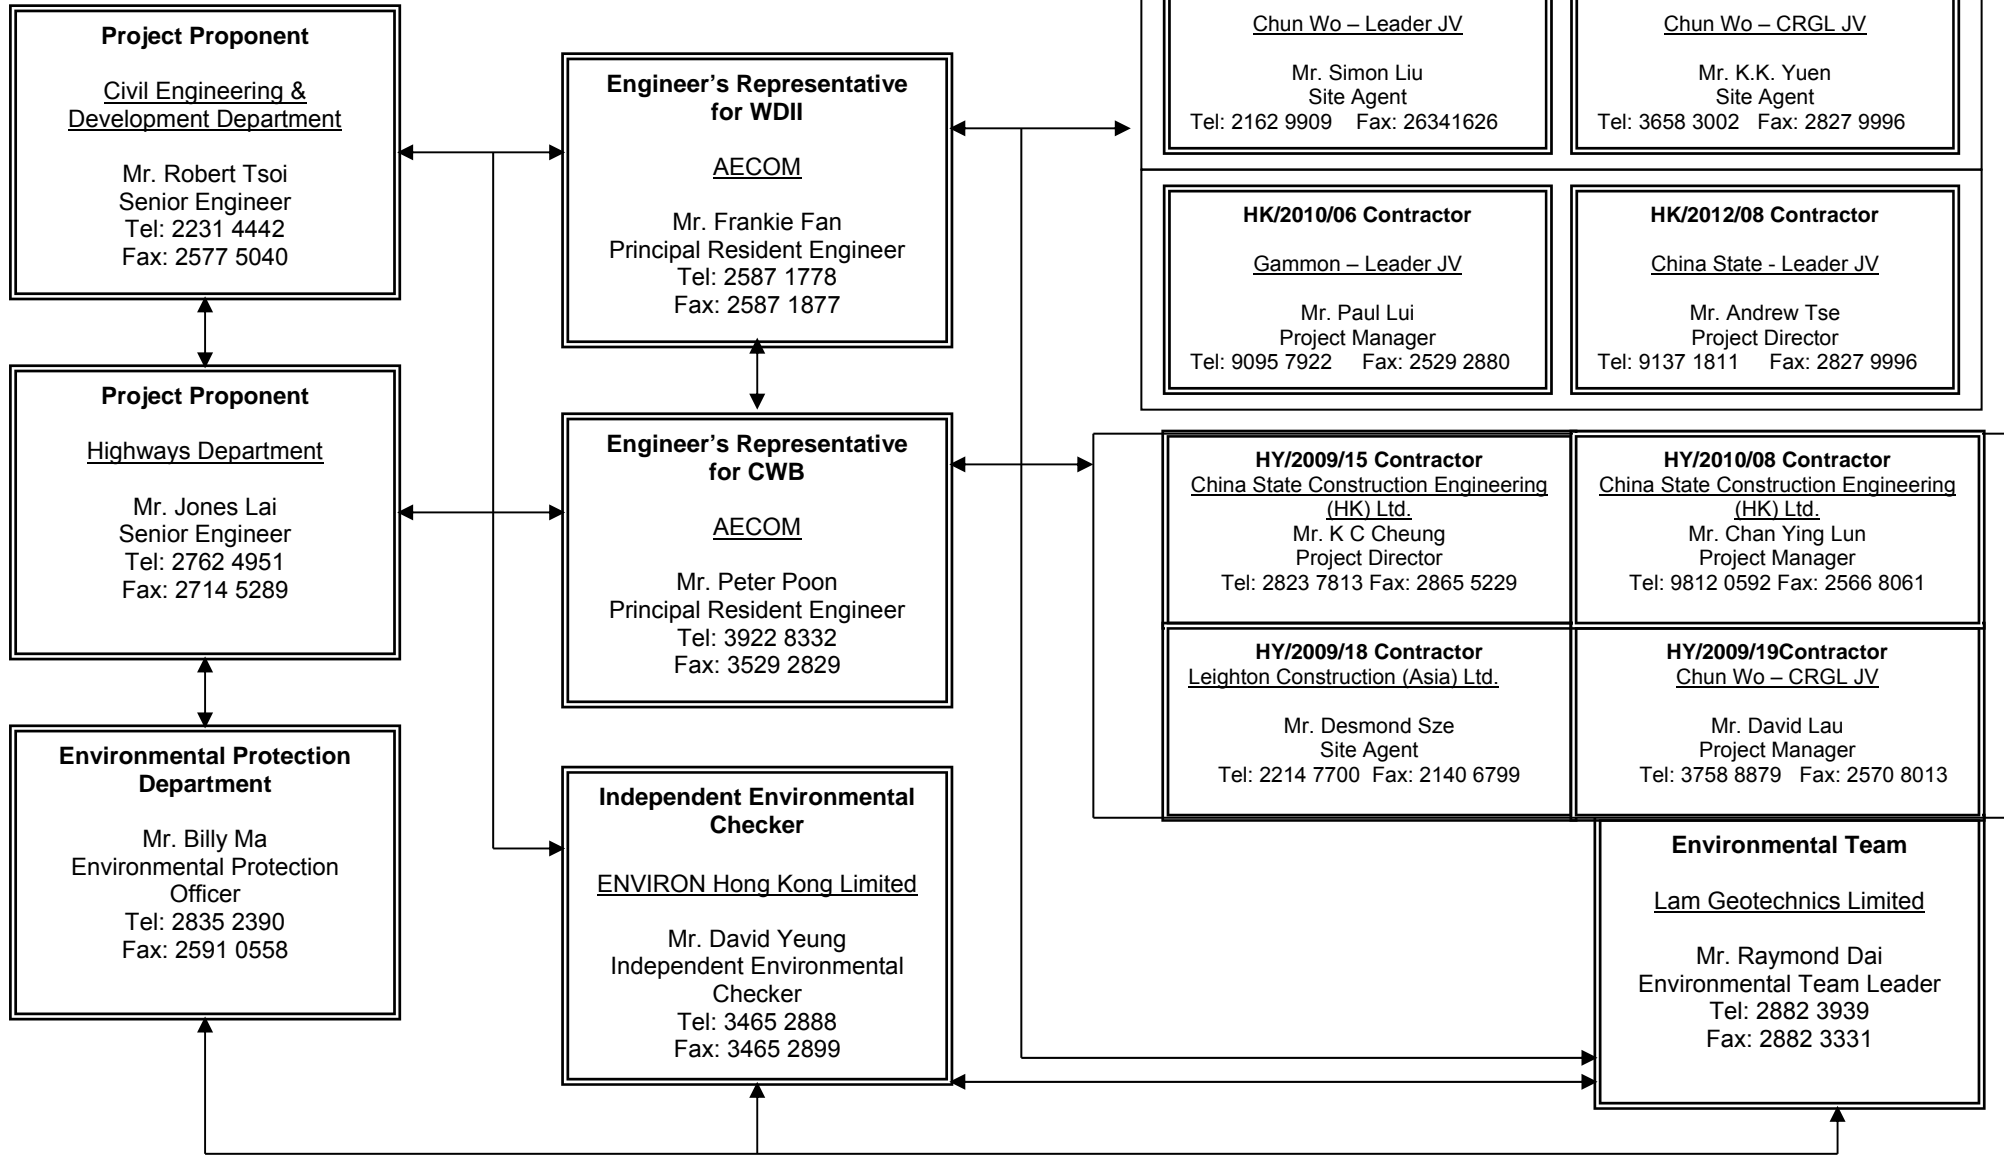 Project Proponent
Civil Engineering &
Development Department
Mr. Robert Tsoi
Senior Engineer
Tel: 2231 4442
Fax: 2577 5040
Project Proponent
Highways Department
Mr. Jones Lai
Senior Engineer
Tel: 2762 4951
Fax: 2714 5289
Environmental Protection
Department
Mr. Billy Ma
Environmental Protection
Officer
Tel: 2835 2390
Fax: 2591 0558
Engineer’s Representative
for WDII
AECOM
Mr. Frankie Fan
Principal Resident Engineer
Tel: 2587 1778
Fax: 2587 1877
Engineer’s Representative
for CWB
AECOM
Mr. Peter Poon
Principal Resident Engineer
Tel: 3922 8332
Fax: 3529 2829
Independent Environmental
Checker
ENVIRON Hong Kong Limited
Mr. David Yeung
Independent Environmental
Checker
Tel: 3465 2888
Fax: 3465 2899
Chun Wo – Leader JV
Mr. Simon Liu
Site Agent
Tel: 2162 9909 Fax: 26341626
Chun Wo – CRGL JV
Mr. K.K. Yuen
Site Agent
Tel: 3658 3002 Fax: 2827 9996
HK/2010/06 Contractor
Gammon – Leader JV
Mr. Paul Lui
Project Manager
Tel: 9095 7922 Fax: 2529 2880
HK/2012/08 Contractor
China State - Leader JV
Mr. Andrew Tse
Project Director
Tel: 9137 1811 Fax: 2827 9996
HY/2009/15 Contractor
China State Construction Engineering
(HK) Ltd.
Mr. K C Cheung
Project Director
Tel: 2823 7813 Fax: 2865 5229
HY/2010/08 Contractor
China State Construction Engineering
(HK) Ltd.
Mr. Chan Ying Lun
Project Manager
Tel: 9812 0592 Fax: 2566 8061
HY/2009/18 Contractor
Leighton Construction (Asia) Ltd.
Mr. Desmond Sze
Site Agent
Tel: 2214 7700 Fax: 2140 6799
HY/2009/19Contractor
Chun Wo – CRGL JV
Mr. David Lau
Project Manager
Tel: 3758 8879 Fax: 2570 8013
Environmental Team
Lam Geotechnics Limited
Mr. Raymond Dai
Environmental Team Leader
Tel: 2882 3939
Fax: 2882 3331